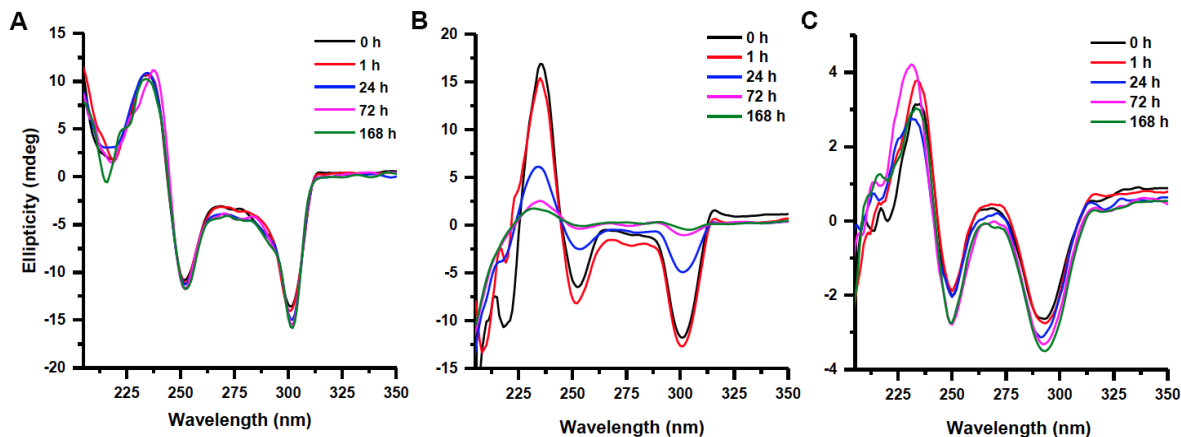 A
B
C
0 h
1 h
24 h
72 h
168 h
0 h
1 h
24 h
72 h
168 h
0 h
1 h
24 h
72 h
168 h
Ellipticity (mdeg)
15
10
5
0
-5
-10
-15
-20
20
15
10
5
0
-5
-10
-15
4
2
0
-2
-4
225 250 275 300 325 350
225 250 275 300 325 350
225 250 275 300 325 350
Wavelength (nm)
Wavelength (nm)
Wavelength (nm)